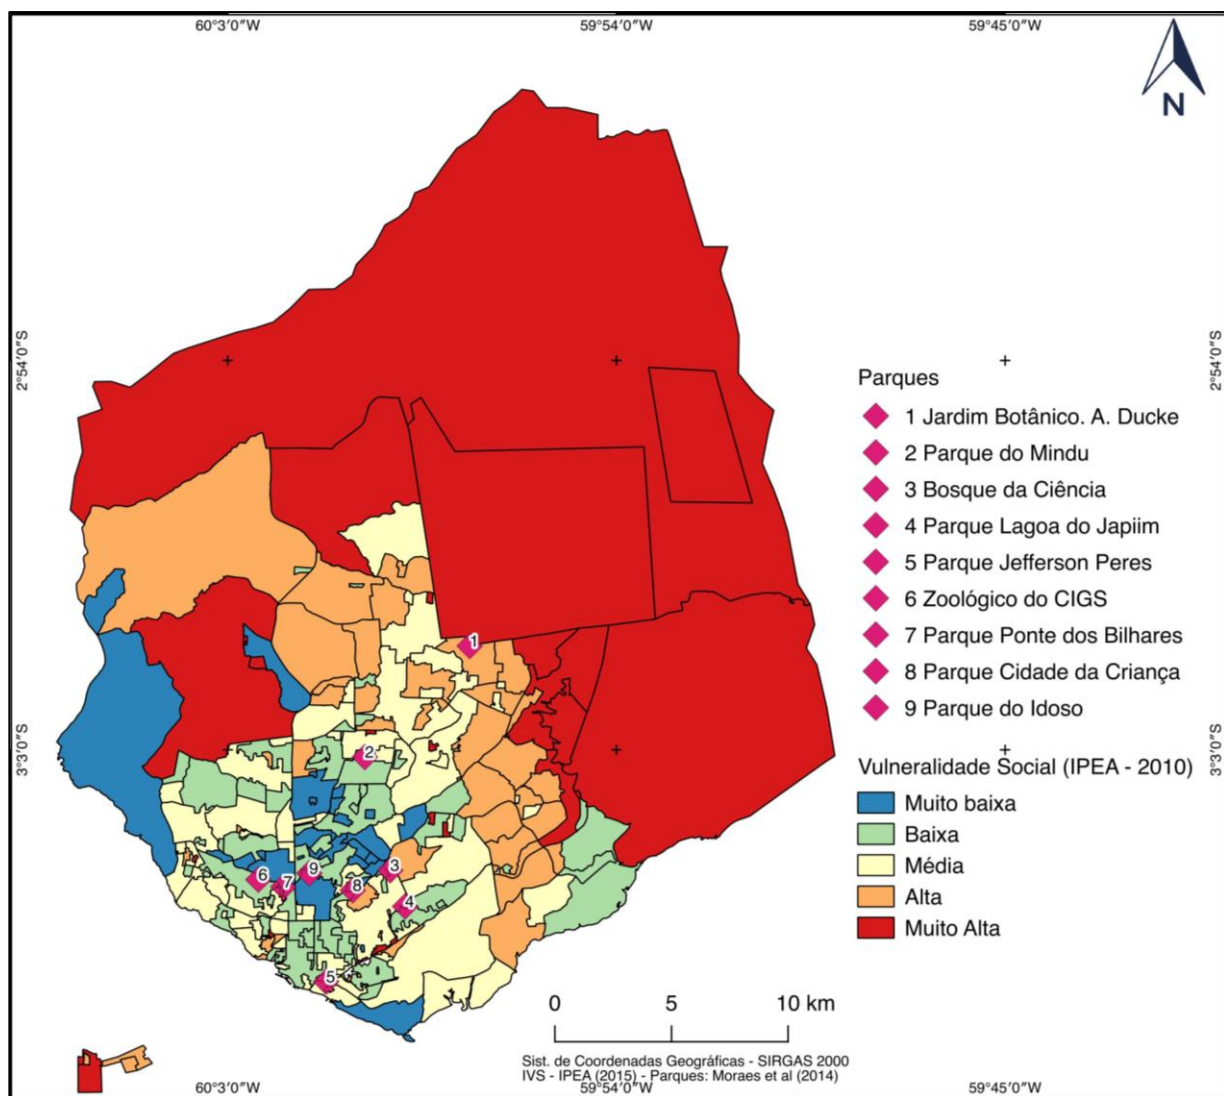 60°3′0″W
59°54′0″W
59°45′0″W
N
2°54′0″S
2°54′0″S
Parques
1 Jardim Botânico. A. Ducke
2 Parque do Mindu
3 Bosque da Ciência
4 Parque Lagoa do Japiim
5 Parque Jefferson Peres
6 Zoológico do CIGS
7 Parque Ponte dos Bilhares
8 Parque Cidade da Criança
9 Parque do Idoso
1
3°3′0″S
3°3′0″S
2
Vulneralidade Social (IPEA - 2010)
Muito baixa
Baixa
Média
Alta
Muito Alta
3
9
6
7
8
4
5
0 5 10 km
Sist. de Coordenadas Geográficas - SIRGAS 2000
IVS - IPEA (2015) - Parques: Moraes et al (2014)
60°3′0″W
59°54′0″W
59°45′0″W